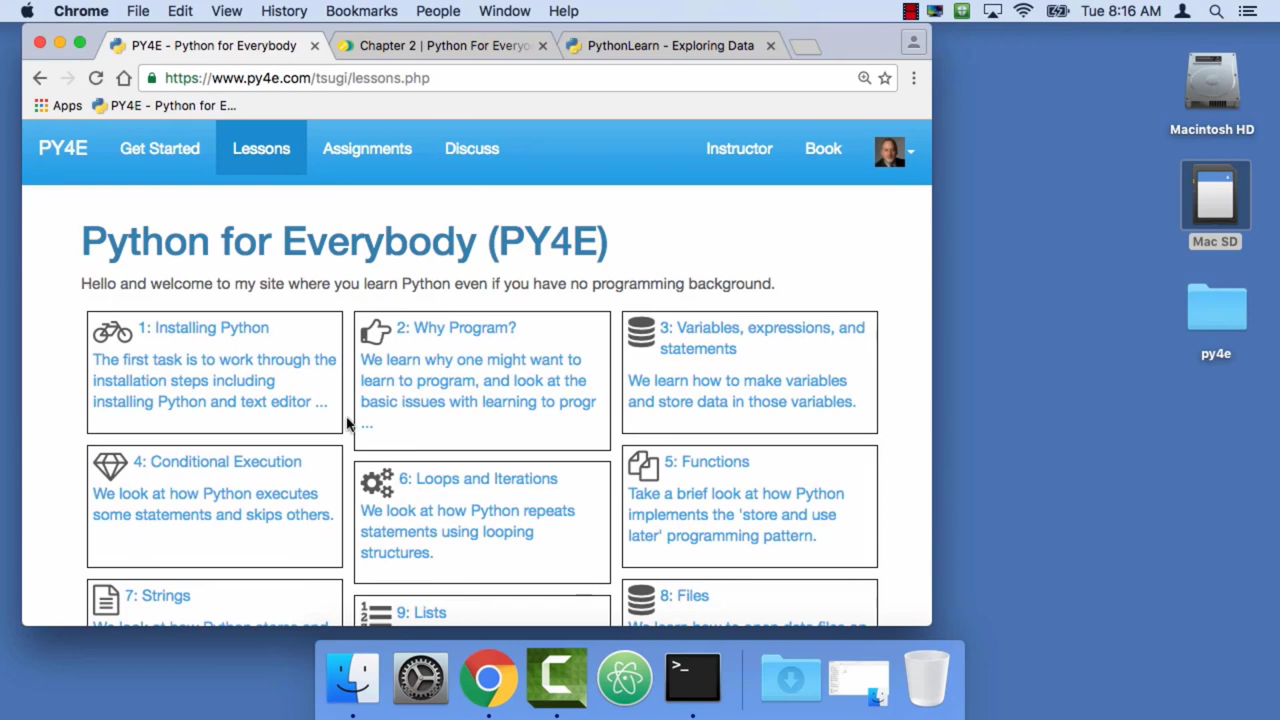 Chrome File Edit View History Bookmarks People Window Help Tue 8:16 AM
PY4E - Python for Everybody Chapter 2 | Python For Everyo PythonLearn - Exploring Data
https://www.py4e.com/tsugi/lessons.php
Apps PY4E - Python for E...
PY4E Get Started Lessons Assignments Discuss Instructor Book
Python for Everybody (PY4E)
Hello and welcome to my site where you learn Python even if you have no programming background.
1: Installing Python
The first task is to work through the
installation steps including
installing Python and text editor ...
2: Why Program?
We learn why one might want to
learn to program, and look at the
basic issues with learning to progr
...
3: Variables, expressions, and
statements
We learn how to make variables
and store data in those variables.
4: Conditional Execution
We look at how Python executes
some statements and skips others.
6: Loops and Iterations
We look at how Python repeats
statements using looping
structures.
5: Functions
Take a brief look at how Python
implements the 'store and use
later' programming pattern.
7: Strings
9: Lists
8: Files
Macintosh HD
Mac SD
py4e